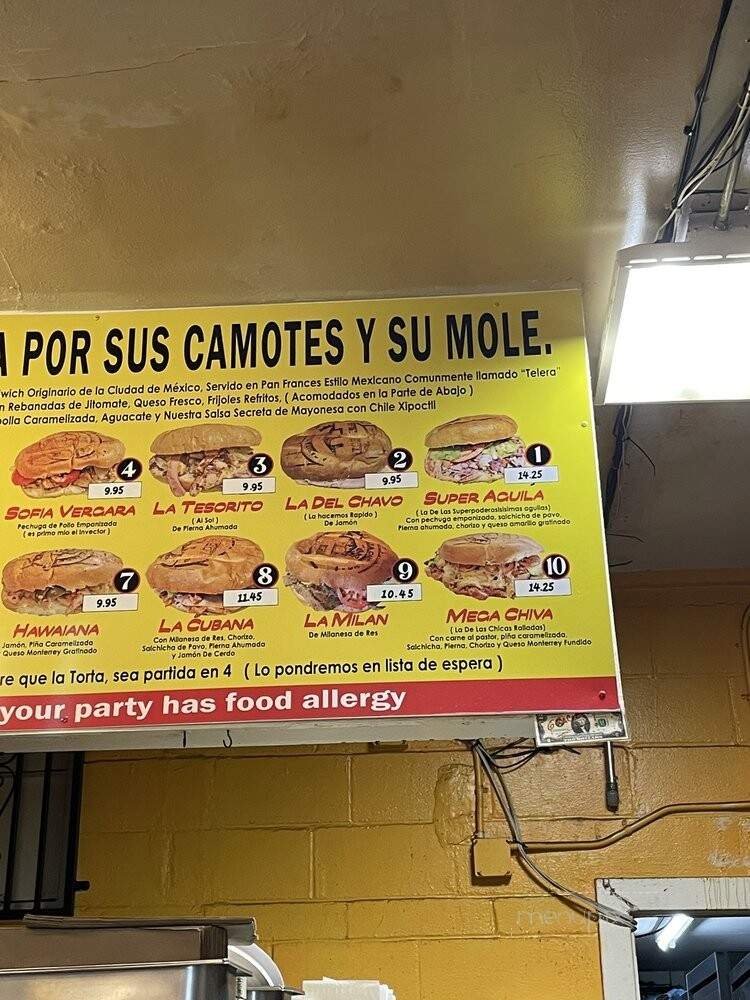 A POR SUS CAMOTES Y SU MOLE.
wich Originario de la Ciudad de México, Servido en Pan Frances Estilo Mexicano Comunmente llamado "Telera"
n Rebanadas de Jitomate, Queso Fresco, Frijoles Refritos, ( Acomodados en la Parte de Abajo )
bolla Caramelizada, Aguacate y Nuestra Salsa Secreta de Mayonesa con Chile Xipoctli
4
9.95
SOFIA VERGARA
Pechuga de Pollo Empanizada
( es primo mio el Invector )
3
9.95
LA TESORITO
( Al Sol )
De Pierna Ahumada
2
9.95
LA DEL CHAVO
( La hacemos Rapido )
De Jamón
1
14.25
SUPER AGUILA
( La De Las Superpoderosisisimas aguilas)
Con pechuga empanizada, salchicha de pavo,
Pierna ahumada, chorizo y queso amarillo gratinado
7
9.95
HAWAIANA
Jamón, Piña Caramelizada
Queso Monterrey Gratinado
8
11.45
LA CUBANA
Con Milanesa de Res, Chorizo,
Salchicha de Pavo, Pierna Ahumada
y Jamón De Cerdo
9
10.45
LA MILAN
De Milanesa de Res
10
14.25
MEGA CHIVA
( La De Las Chicas Ralladas)
Con carne al pastor, piña caramelizada,
Salchicha, Pierna, Chorizo y Queso Monterrey Fundido
re que la Torta, sea partida en 4 ( Lo pondremos en lista de espera )
your party has food allergy